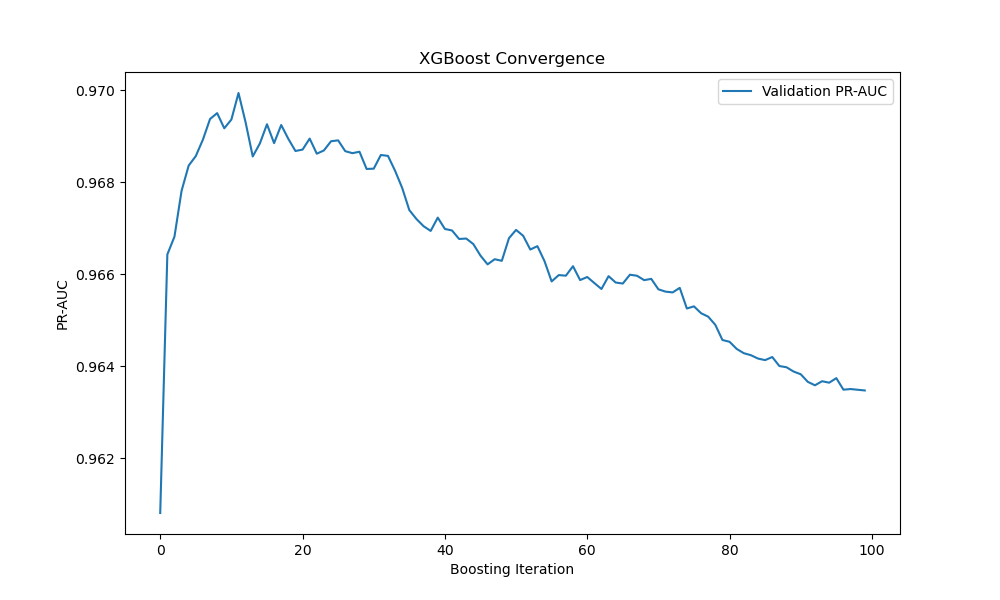 XGBoost Convergence
Validation PR-AUC
PR-AUC
0.970
0.968
0.966
0.964
0.962
0 20 40 60 80 100
Boosting Iteration